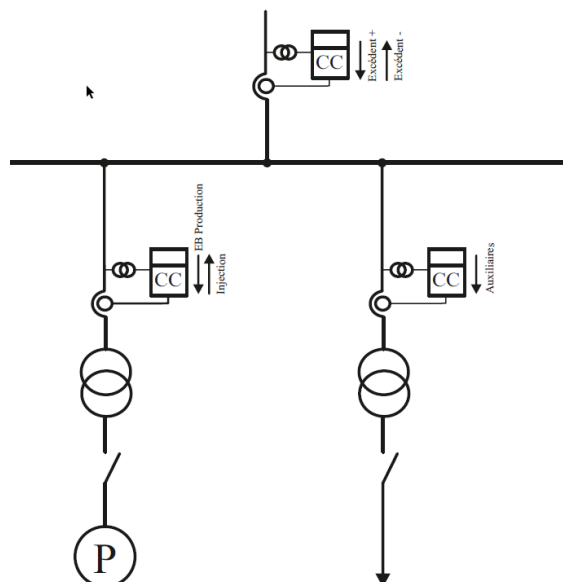 CC
Excédent +
Excédent -
CC
EB Production
Injection
CC
Auxiliaires
P